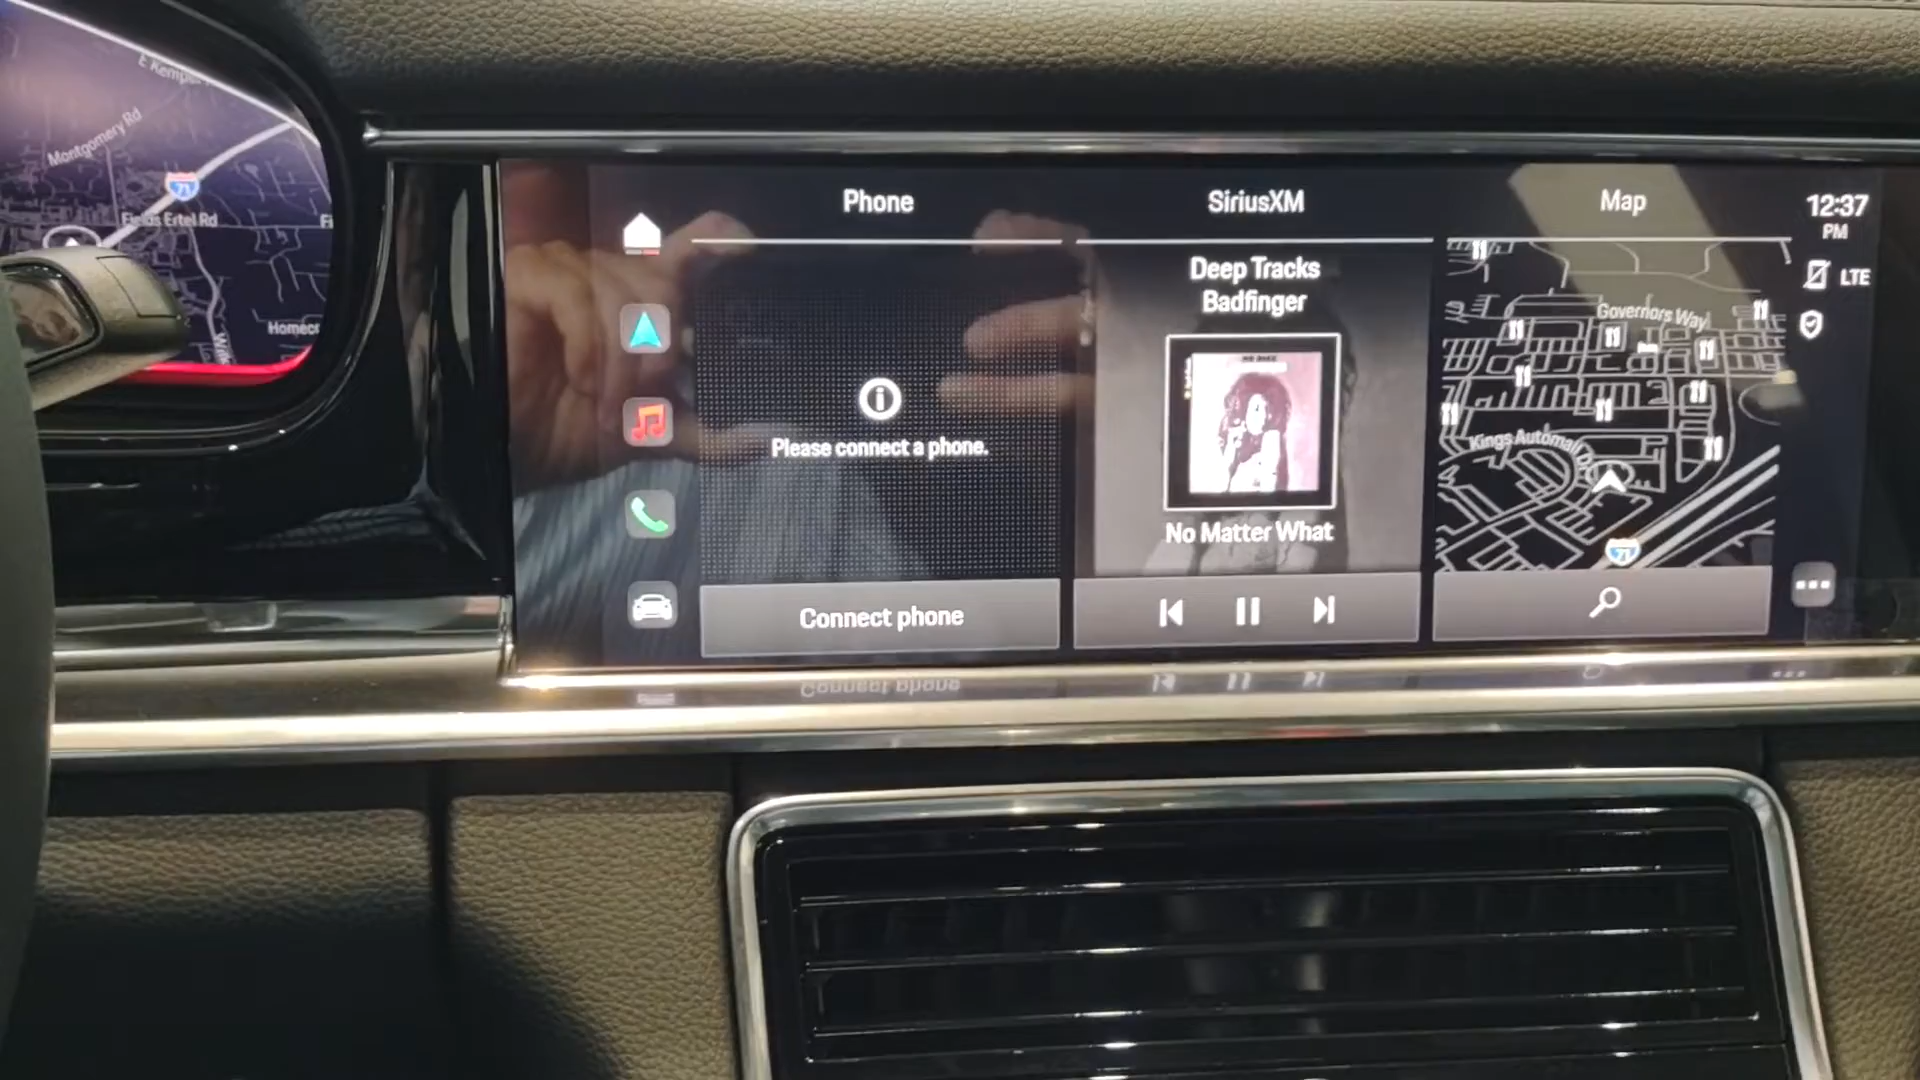 Montgomery Rd
71
Fields Ertel Rd
Phone
SiriusXM
Map
12:37
PM
LTE
Deep Tracks
Badfinger
Governors Way
Please connect a phone.
Kings Automall
No Matter What
71
Connect phone